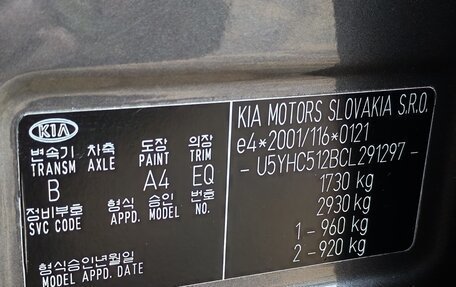 KIA
변속기 차축 도장 의장
TRANSM AXLE PAINT TRIM
B A4 EQ
정비부호 형식 승인 번호
SVC CODE APPD. MODEL NO.
형식승인년월일
MODEL APPD. DATE
KIA MOTORS SLOVAKIA S.R.O.
e4*2001/116*0121
- U5YHC512BCL291297 -
1730 kg
2930 kg
1 - 960 kg
2 - 920 kg